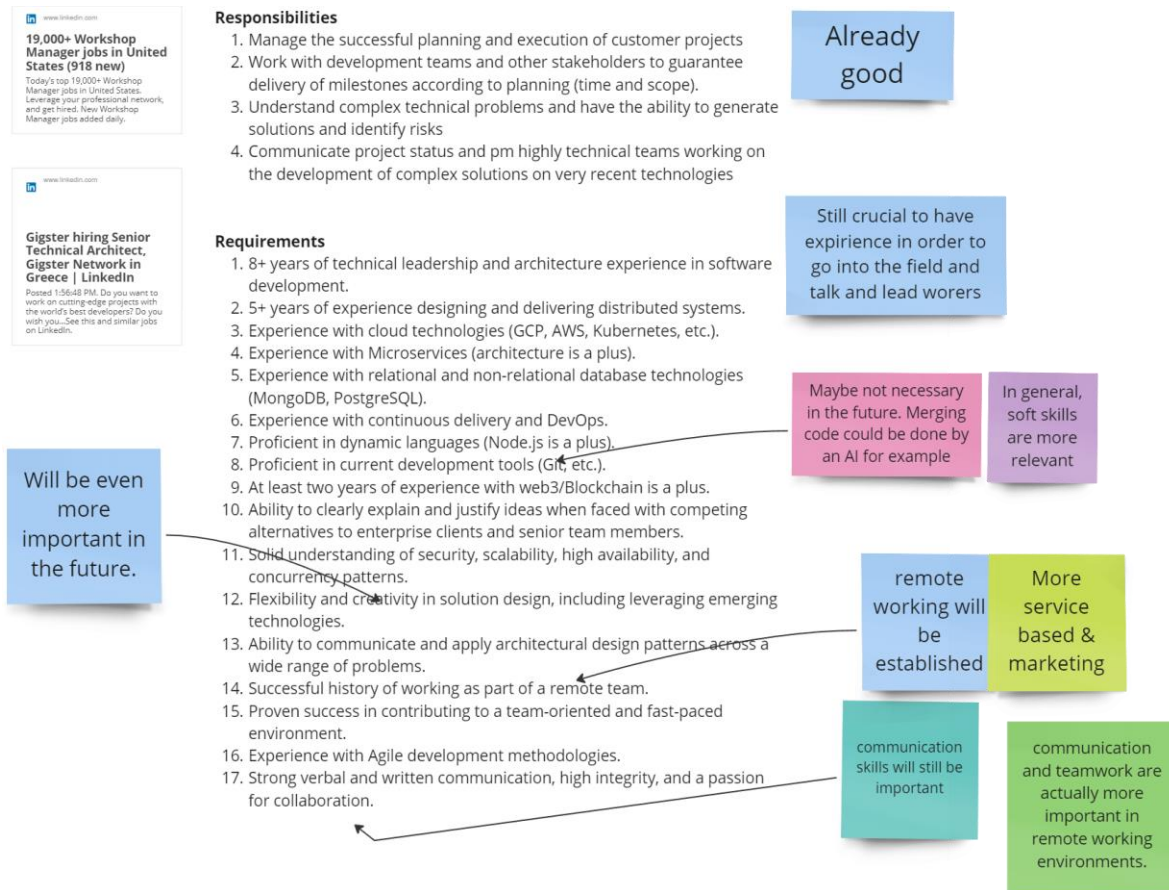 www.linkedin.com
19,000+ Workshop
Manager jobs in United
States (918 new)
Today's top 19,000+ Workshop
Manager jobs in United States.
Leverage your professional network,
and get hired. New Workshop
Manager jobs added daily.
www.linkedin.com
Gigster hiring Senior
Technical Architect,
Gigster Network in
Greece | LinkedIn
Posted 1:56:48 PM. Do you want to
work on cutting-edge projects with
the world's best developers? Do you
wish you...See this and similar jobs
on LinkedIn.
Will be even
more
important in
the future.
Responsibilities
1. Manage the successful planning and execution of customer projects
2. Work with development teams and other stakeholders to guarantee
delivery of milestones according to planning (time and scope).
3. Understand complex technical problems and have the ability to generate
solutions and identify risks
4. Communicate project status and pm highly technical teams working on
the development of complex solutions on very recent technologies
Requirements
1. 8+ years of technical leadership and architecture experience in software
development.
2. 5+ years of experience designing and delivering distributed systems.
3. Experience with cloud technologies (GCP, AWS, Kubernetes, etc.).
4. Experience with Microservices (architecture is a plus).
5. Experience with relational and non-relational database technologies
(MongoDB, PostgreSQL).
6. Experience with continuous delivery and DevOps.
7. Proficient in dynamic languages (Node.js is a plus).
8. Proficient in current development tools (Git, etc.).
9. At least two years of experience with web3/Blockchain is a plus.
10. Ability to clearly explain and justify ideas when faced with competing
alternatives to enterprise clients and senior team members.
11. Solid understanding of security, scalability, high availability, and
concurrency patterns.
12. Flexibility and creativity in solution design, including leveraging emerging
technologies.
13. Ability to communicate and apply architectural design patterns across a
wide range of problems.
14. Successful history of working as part of a remote team.
15. Proven success in contributing to a team-oriented and fast-paced
environment.
16. Experience with Agile development methodologies.
17. Strong verbal and written communication, high integrity, and a passion
for collaboration.
Already
good
Still crucial to have
expirience in order to
go into the field and
talk and lead worers
Maybe not necessary
in the future. Merging
code could be done by
an AI for example
In general,
soft skills
are more
relevant
remote
working will
be
established
More
service
based &
marketing
communication
skills will still be
important
communication
and teamwork are
actually more
important in
remote working
environments.